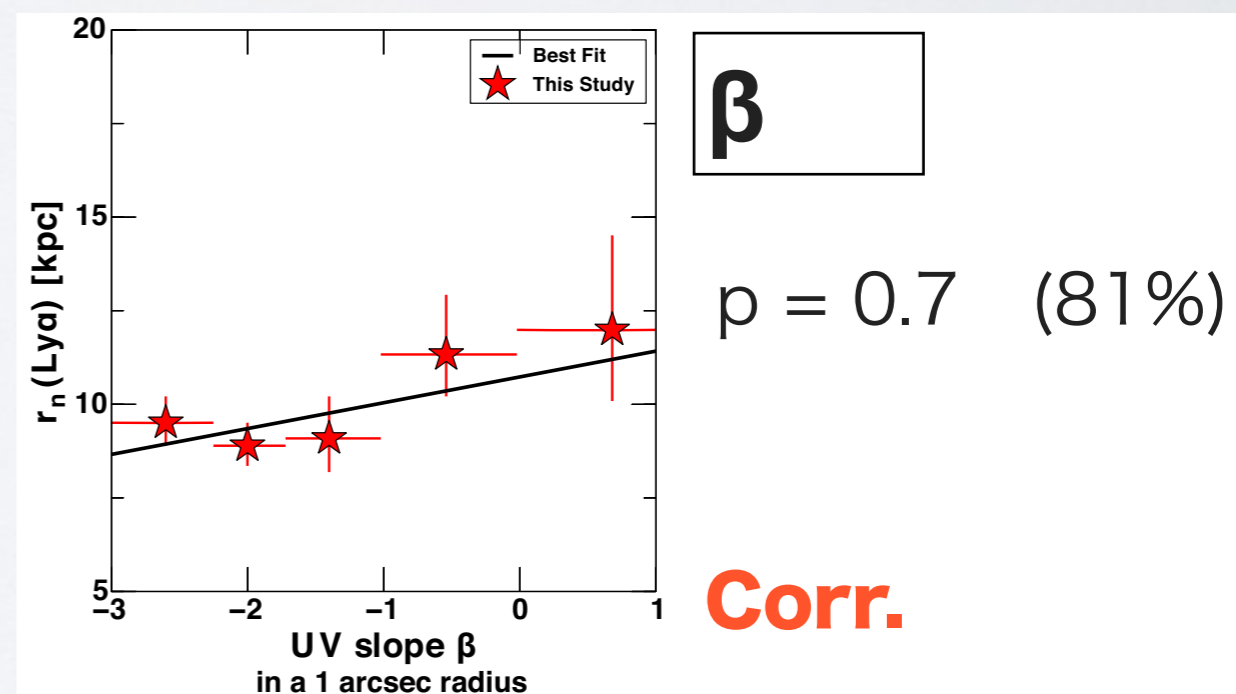 20
15
10
5
−3 −2 −1 0 1
rn(Lyα) [kpc]
UV slope β
in a 1 arcsec radius
Best Fit
This Study
β
p = 0.7 (81%)
Corr.